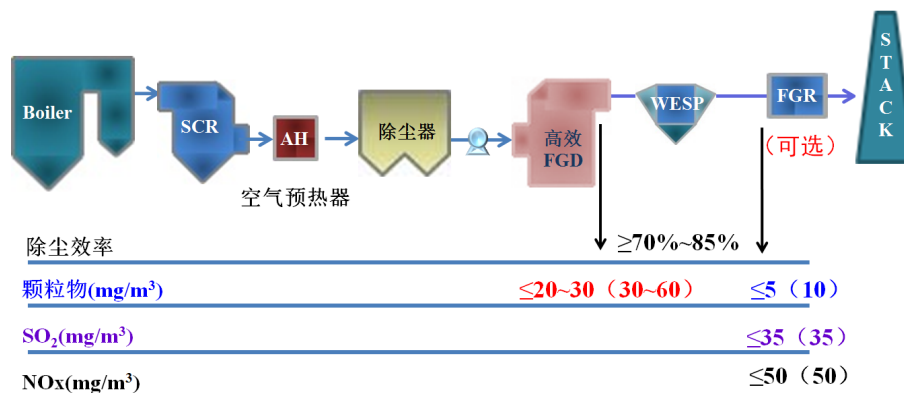 STACK
Boiler
SCR
AH
除尘器
高效
FGD
WESP
FGR
(可选)
空气预热器
除尘效率
≥70%~85%
颗粒物(mg/m³)
≤20~30（30~60）
≤5（10）
SO₂(mg/m³)
≤35（35）
NOx(mg/m³)
≤50（50）